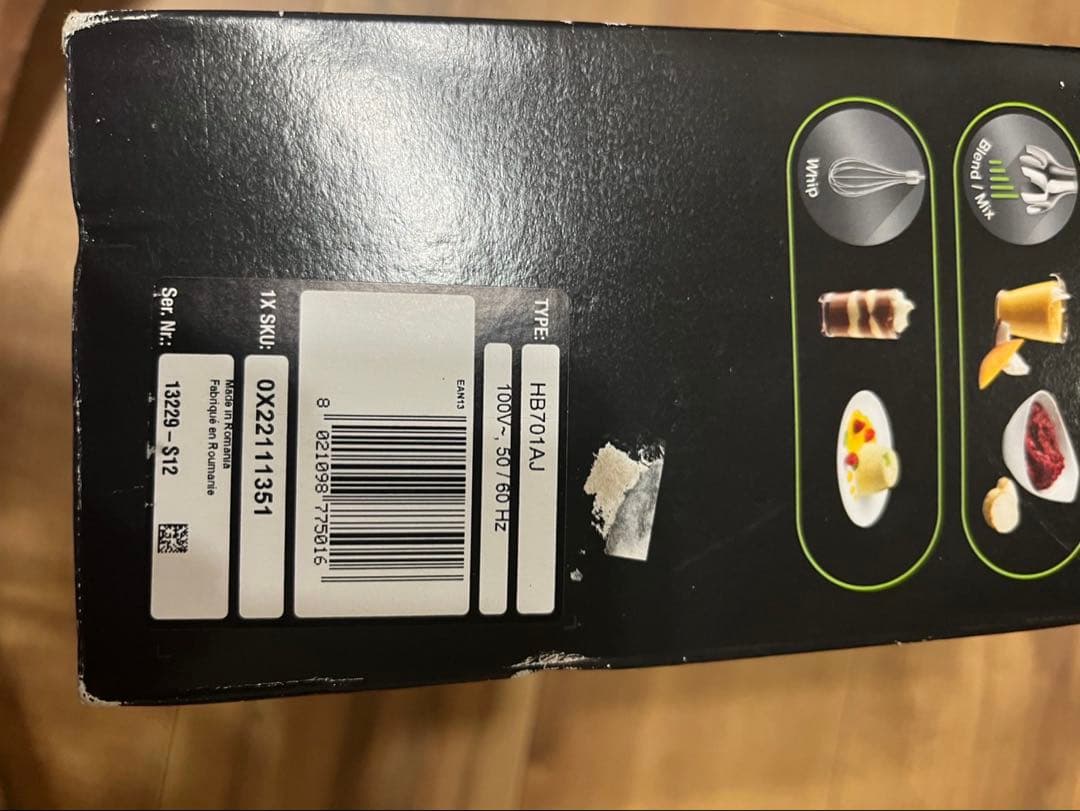 Blend / Mix
Whip
TYPE: HB701AJ
100V~, 50 / 60 Hz
EAN13
8 021098 775016
1X SKU: 0X22111351
Made in Romania
Fabriqué en Roumanie
Ser. Nr.: 13229 - S12